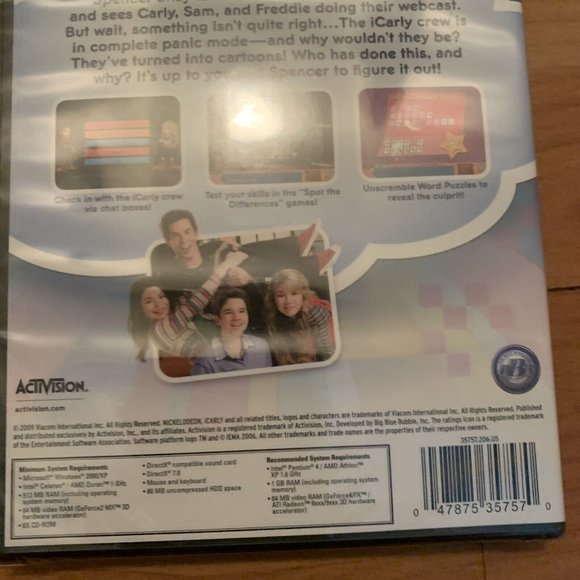 and sees Carly, Sam, and Freddie doing their webcast.
But wait, something isn't quite right...The iCarly crew is
in complete panic mode—and why wouldn't they be?
They've turned into cartoons! Who has done this, and
why? It's up to Spencer to figure it out!
Check in with the iCarly crew
via chat boxes!
Test your skills in the "Spot the
Differences" games!
Unscramble Word Puzzles to
reveal the culprit!
ACTIVISION.
activision.com
© 2009 Viacom International Inc. All Rights Reserved. NICKELODEON, iCARLY and all related titles, logos and characters are trademarks of Viacom International Inc. All Rights Reserved. Published
and distributed exclusively by Activision, Inc., and its affiliates. Activision is a registered trademark of Activision, Inc. Developed by Big Blue Bubble, Inc. The ratings icon is a registered trademark
of the Entertainment Software Association. Software platform logo TM and © IEMA 2006. All other trademarks and trade names are the properties of their respective owners.
35757.206.US
Minimum System Requirements
• Microsoft® Windows® 2000/XP
• Intel® Celeron® / AMD Duron™ 1 GHz
• 512 MB RAM (including operating
system memory)
• 64 MB video RAM (GeForce2 MX™ 3D
hardware accelerator)
• 6X CD-ROM
• DirectX® compatible sound card
• DirectX® 7.0
• Mouse and keyboard
• 80 MB uncompressed HDD space
Recommended System Requirements
• Intel® Pentium® 4 / AMD Athlon™
XP 1.6 GHz
• 1 GB RAM (including operating system
memory)
• 64 MB video RAM (GeForce4/FX™/
ATI Radeon™ 8xxx/9xxx 3D hardware
accelerator)
0 47875 35757 0